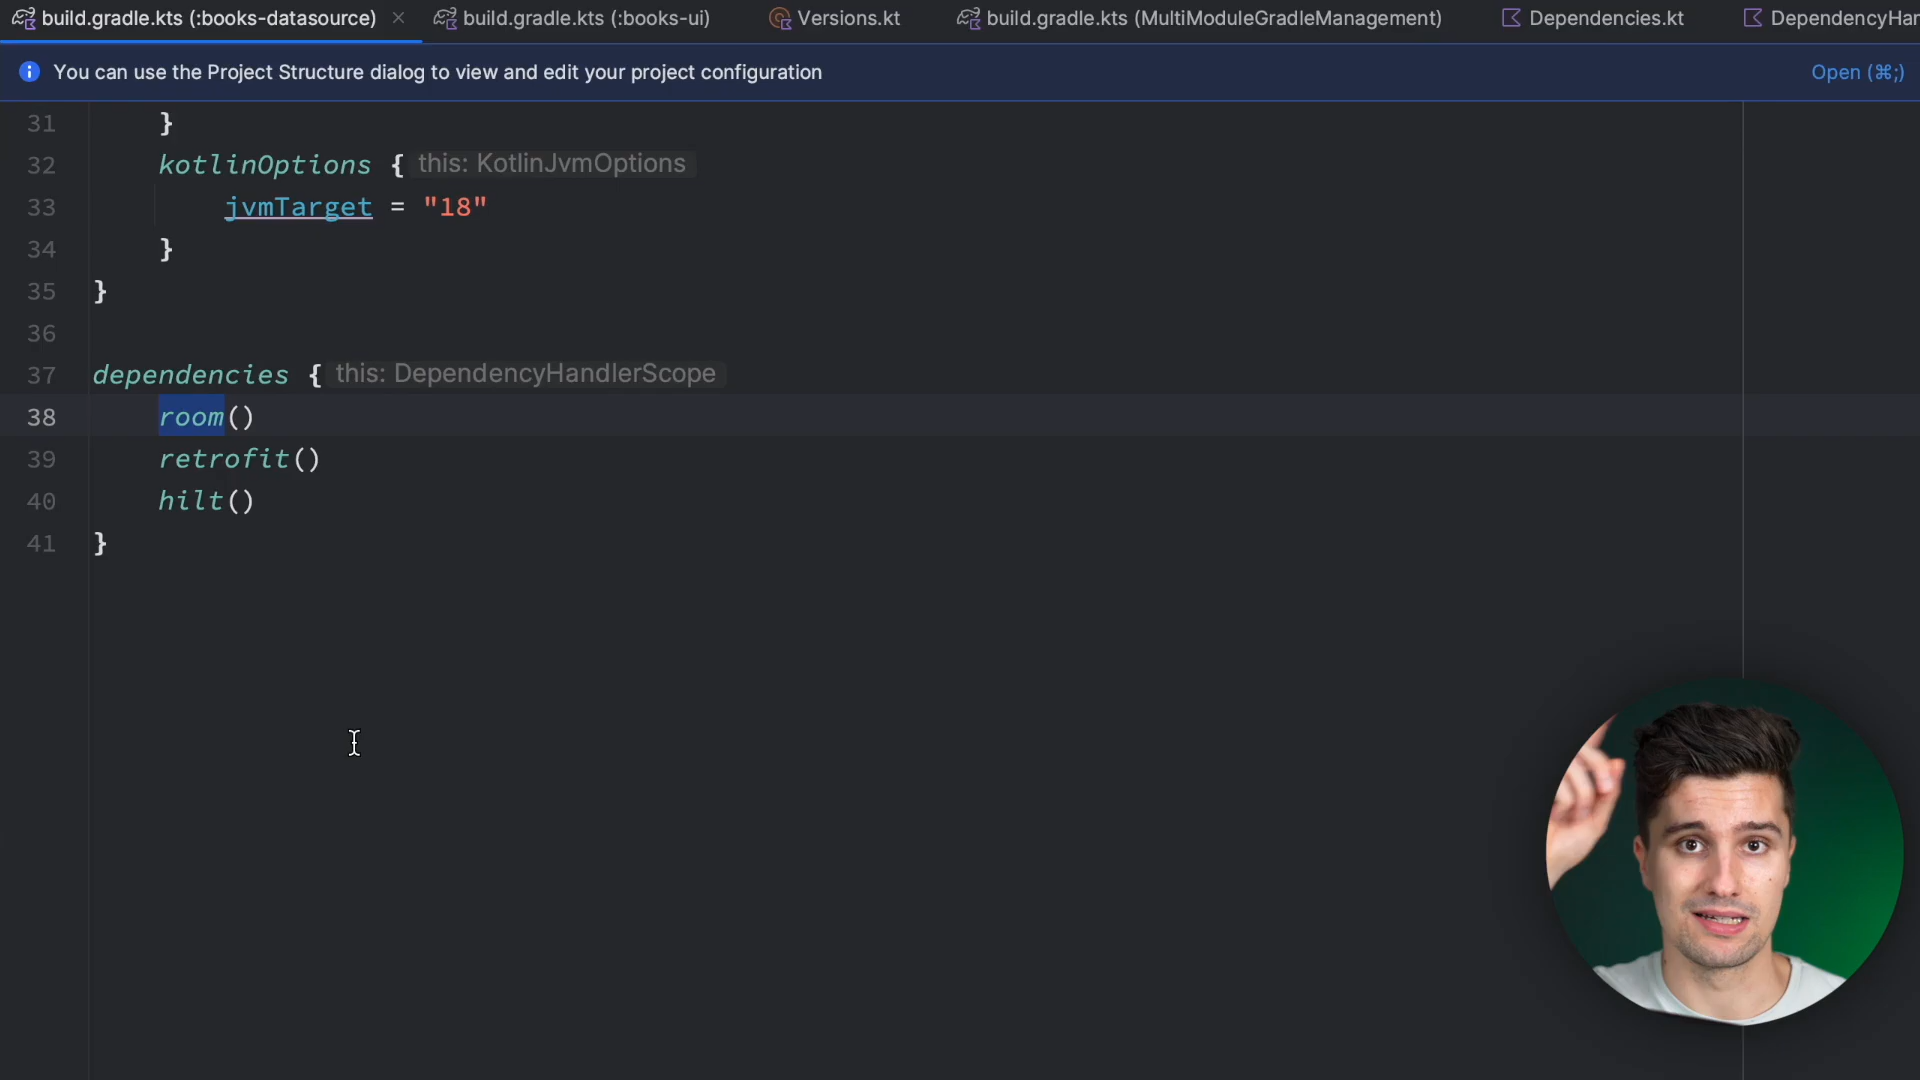 build.gradle.kts (:books-datasource) build.gradle.kts (:books-ui) Versions.kt build.gradle.kts (MultiModuleGradleManagement) Dependencies.kt DependencyHan
You can use the Project Structure dialog to view and edit your project configuration Open (⌘;)
31 }
32 kotlinOptions { this: KotlinJvmOptions
33 jvmTarget = "18"
34 }
35 }
36
37 dependencies { this: DependencyHandlerScope
38 room()
39 retrofit()
40 hilt()
41 }